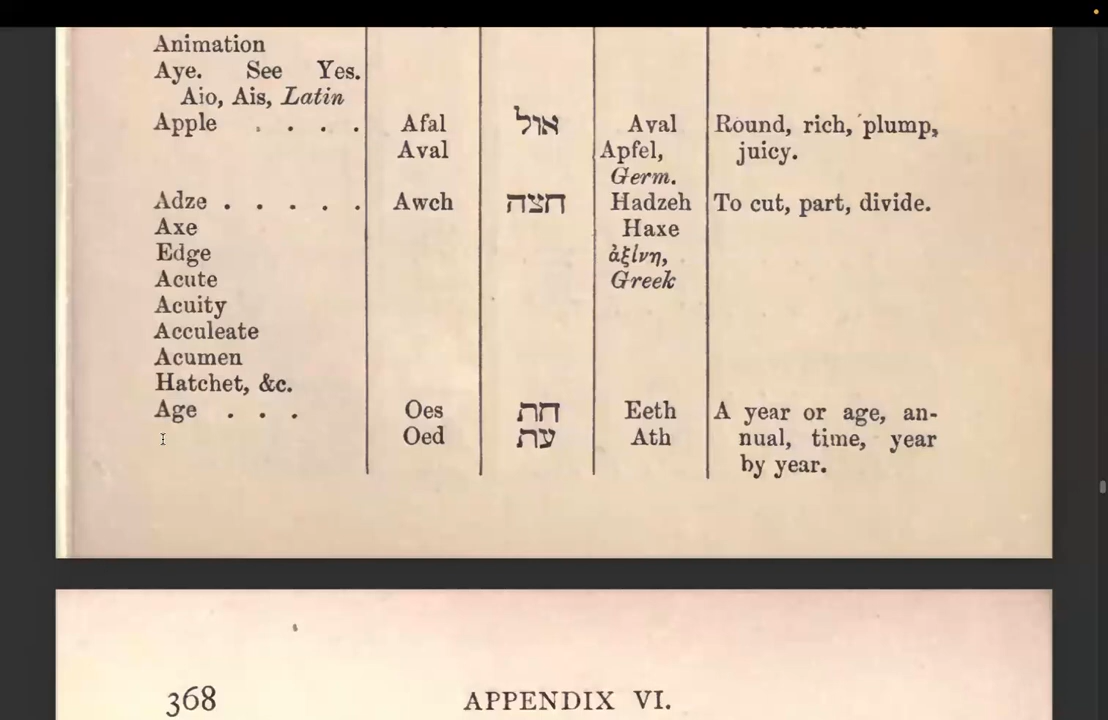 Animation
Aye. See Yes.
Aio, Ais, Latin
Apple . . . . Afal אול Aval Round, rich, plump,
Aval Apfel, juicy.
Germ.
Adze . . . . . Awch חצה Hadzeh To cut, part, divide.
Axe Haxe
Edge ἀξίνη,
Acute Greek
Acuity
Acculeate
Acumen
Hatchet, &c.
Age . . . Oes חת Eeth A year or age, an-
Oed עת Ath nual, time, year
by year.
368 APPENDIX VI.